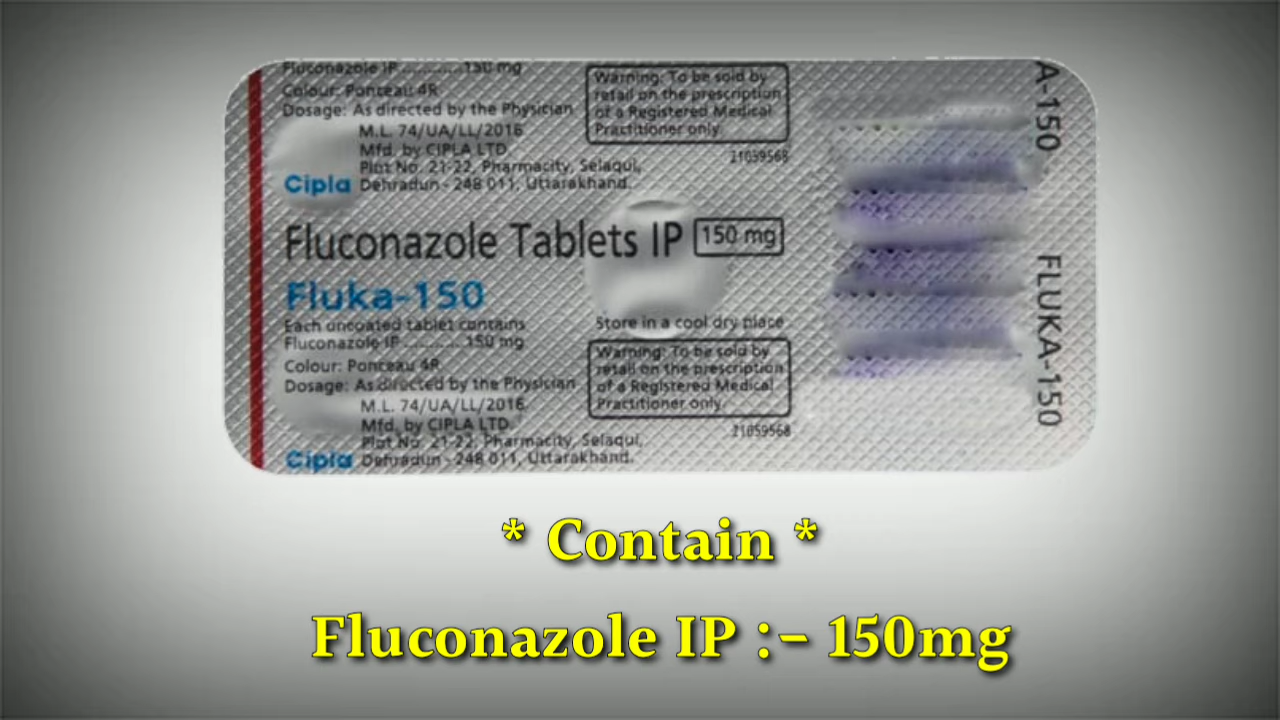 Fluconazole IP ............150 mg
Colour: Ponceau 4R
Dosage: As directed by the Physician
M.L. 74/UA/LL/2016
Mfd. by CIPLA LTD.
Plot No. 21-22, Pharmacity, Selaqui,
Cipla Dehradun - 248 011, Uttarakhand.
Warning: To be sold by
retail on the prescription
of a Registered Medical
Practitioner only.
21059568
Fluconazole Tablets IP 150 mg
Fluka-150
Each uncoated tablet contains
Fluconazole IP ............150 mg
Colour: Ponceau 4R
Dosage: As directed by the Physician
M.L. 74/UA/LL/2016
Mfd. by CIPLA LTD.
Plot No. 21-22, Pharmacity, Selaqui,
Cipla Dehradun - 248 011, Uttarakhand.
Store in a cool dry place
Warning: To be sold by
retail on the prescription
of a Registered Medical
Practitioner only.
21059568
A-150
FLUKA-150
* Contain *
Fluconazole IP :- 150mg